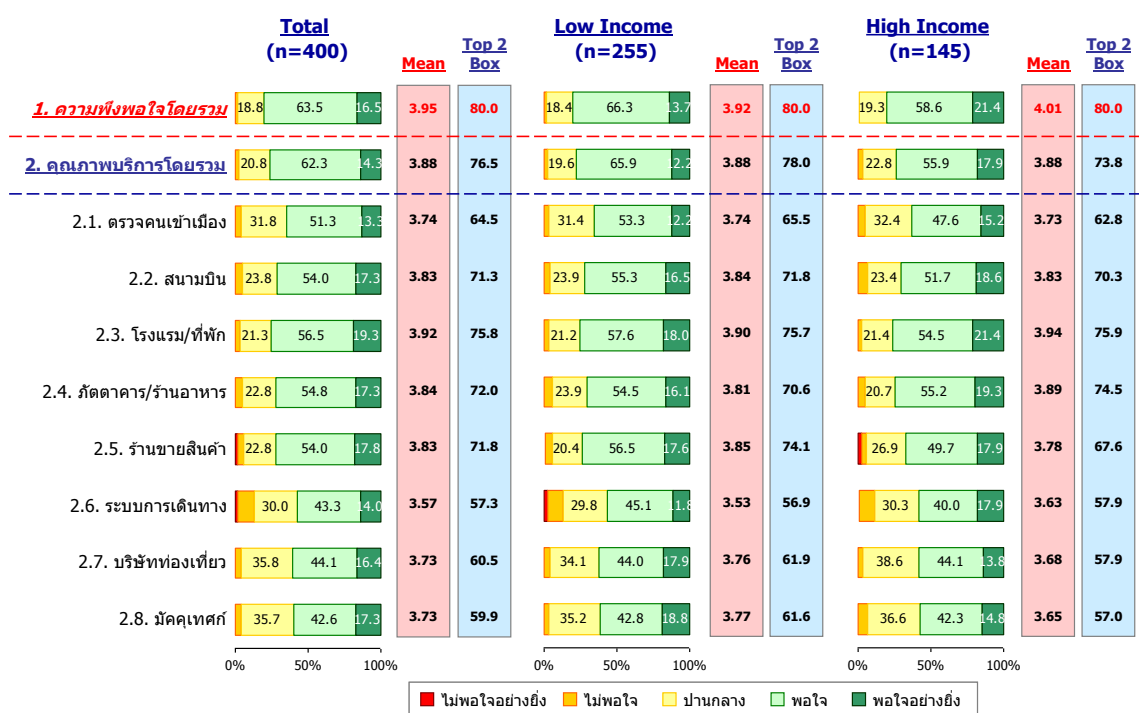 Total Low Income High Income
(n=400) Mean Top 2 Box (n=255) Mean Top 2 Box (n=145) Mean Top 2 Box
1. ความพึงพอใจโดยรวม 18.8 63.5 16.5 3.95 80.0 18.4 66.3 13.7 3.92 80.0 19.3 58.6 21.4 4.01 80.0
2. คุณภาพบริการโดยรวม 20.8 62.3 14.3 3.88 76.5 19.6 65.9 12.2 3.88 78.0 22.8 55.9 17.9 3.88 73.8
2.1. ตรวจคนเข้าเมือง 31.8 51.3 13.3 3.74 64.5 31.4 53.3 12.2 3.74 65.5 32.4 47.6 15.2 3.73 62.8
2.2. สนามบิน 23.8 54.0 17.3 3.83 71.3 23.9 55.3 16.5 3.84 71.8 23.4 51.7 18.6 3.83 70.3
2.3. โรงแรม/ที่พัก 21.3 56.5 19.3 3.92 75.8 21.2 57.6 18.0 3.90 75.7 21.4 54.5 21.4 3.94 75.9
2.4. ภัตตาคาร/ร้านอาหาร 22.8 54.8 17.3 3.84 72.0 23.9 54.5 16.1 3.81 70.6 20.7 55.2 19.3 3.89 74.5
2.5. ร้านขายสินค้า 22.8 54.0 17.8 3.83 71.8 20.4 56.5 17.6 3.85 74.1 26.9 49.7 17.9 3.78 67.6
2.6. ระบบการเดินทาง 30.0 43.3 14.0 3.57 57.3 29.8 45.1 11.8 3.53 56.9 30.3 40.0 17.9 3.63 57.9
2.7. บริษัทท่องเที่ยว 35.8 44.1 16.4 3.73 60.5 34.1 44.0 17.9 3.76 61.9 38.6 44.1 13.8 3.68 57.9
2.8. มัคคุเทศก์ 35.7 42.6 17.3 3.73 59.9 35.2 42.8 18.8 3.77 61.6 36.6 42.3 14.8 3.65 57.0
0% 50% 100% 0% 50% 100% 0% 50% 100%
ไม่พอใจอย่างยิ่ง ไม่พอใจ ปานกลาง พอใจ พอใจอย่างยิ่ง